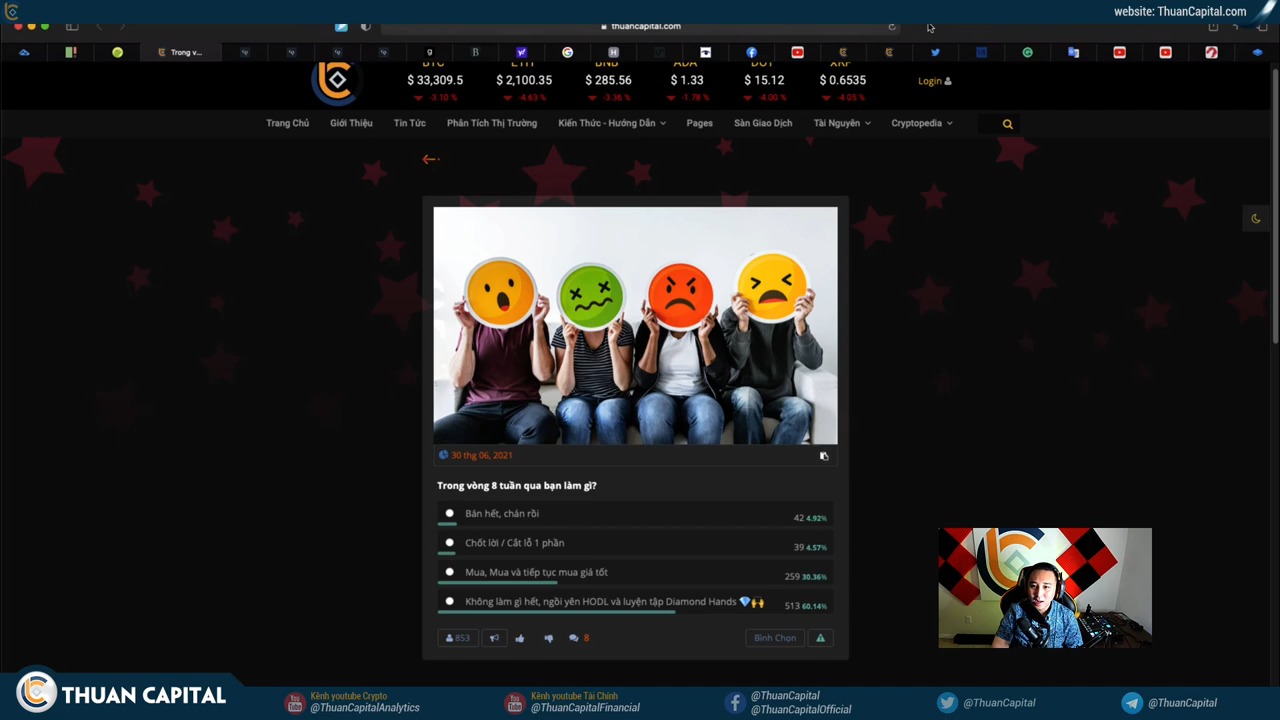 website: ThuanCapital.com
thuancapital.com
Trong v...
BTC ETH BNB ADA DOT XRP
$ 33,309.5 $ 2,100.35 $ 285.56 $ 1.33 $ 15.12 $ 0.6535
-3.10 % -4.63 % -3.36 % -1.78 % -4.00 % -4.05 %
Login
Trang Chủ Giới Thiệu Tin Tức Phân Tích Thị Trường Kiến Thức - Hướng Dẫn Pages Sàn Giao Dịch Tài Nguyên Cryptopedia
30 thg 06, 2021
Trong vòng 8 tuần qua bạn làm gì?
Bán hết, chán rồi 42 4.92%
Chốt lời / Cắt lỗ 1 phần 39 4.57%
Mua, Mua và tiếp tục mua giá tốt 259 30.36%
Không làm gì hết, ngồi yên HODL và luyện tập Diamond Hands 💎🙌 513 60.14%
853 8 Bình Chọn
THUAN CAPITAL
Kênh youtube Crypto
@ThuanCapitalAnalytics
Kênh youtube Tài Chính
@ThuanCapitalFinancial
@ThuanCapital
@ThuanCapitalOfficial
@ThuanCapital
@ThuanCapital